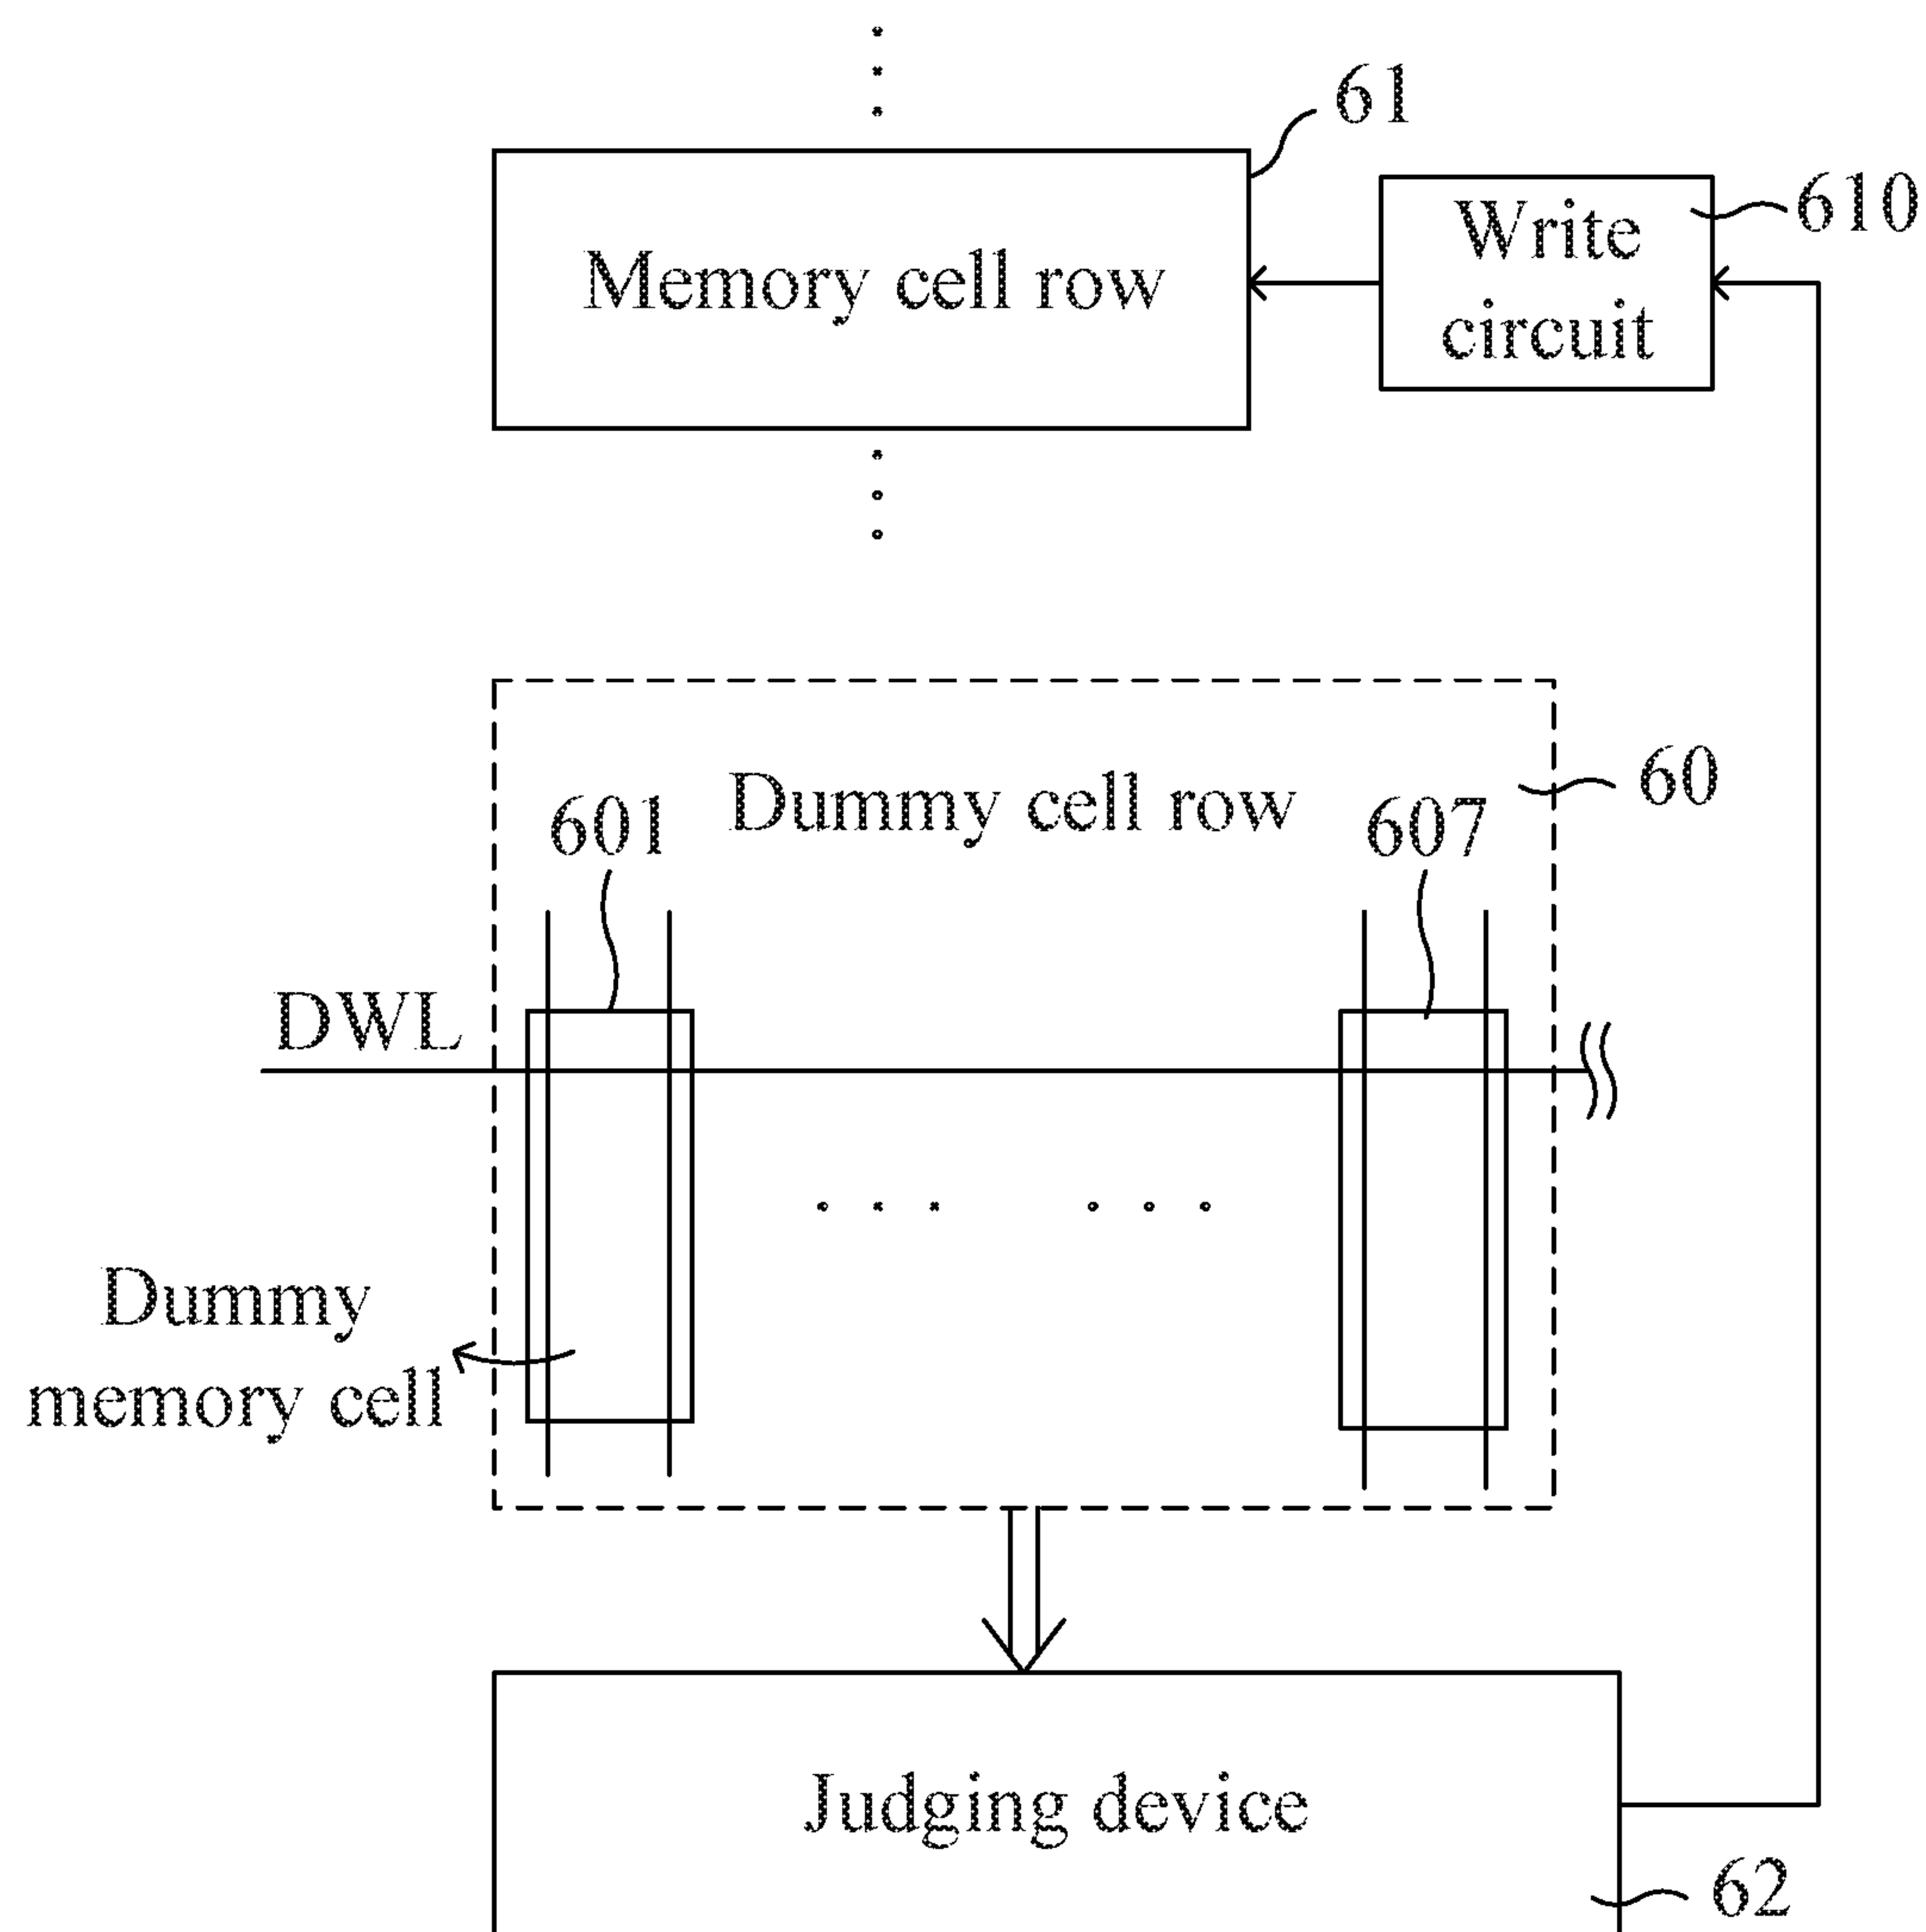 61
610
Write
circuit
Memory cell row
60
Dummy cell row
601
607
DWL
Dummy
memory cell
Judging device
62